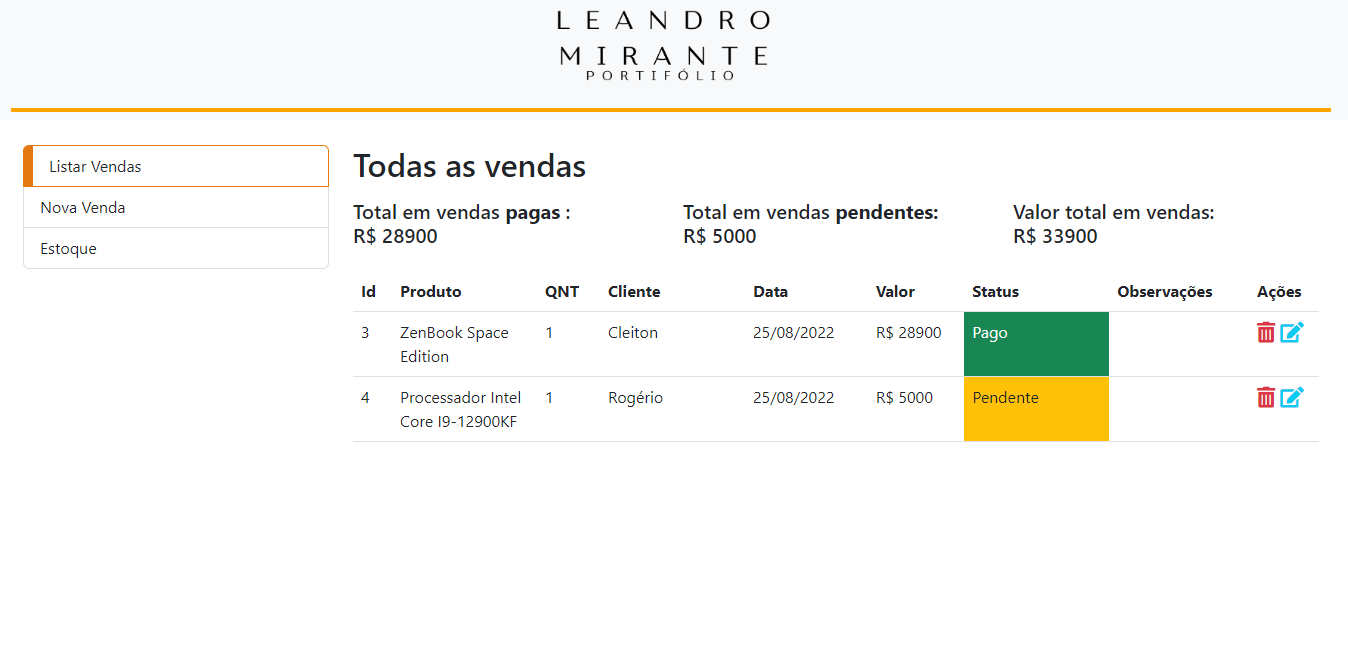 LEANDRO
MIRANTE
PORTIFÓLIO
Listar Vendas
Nova Venda
Estoque
Todas as vendas
Total em vendas pagas :
R$ 28900
Total em vendas pendentes:
R$ 5000
Valor total em vendas:
R$ 33900
Id Produto QNT Cliente Data Valor Status Observações Ações
3 ZenBook Space 1 Cleiton 25/08/2022 R$ 28900 Pago
Edition
4 Processador Intel 1 Rogério 25/08/2022 R$ 5000 Pendente
Core I9-12900KF